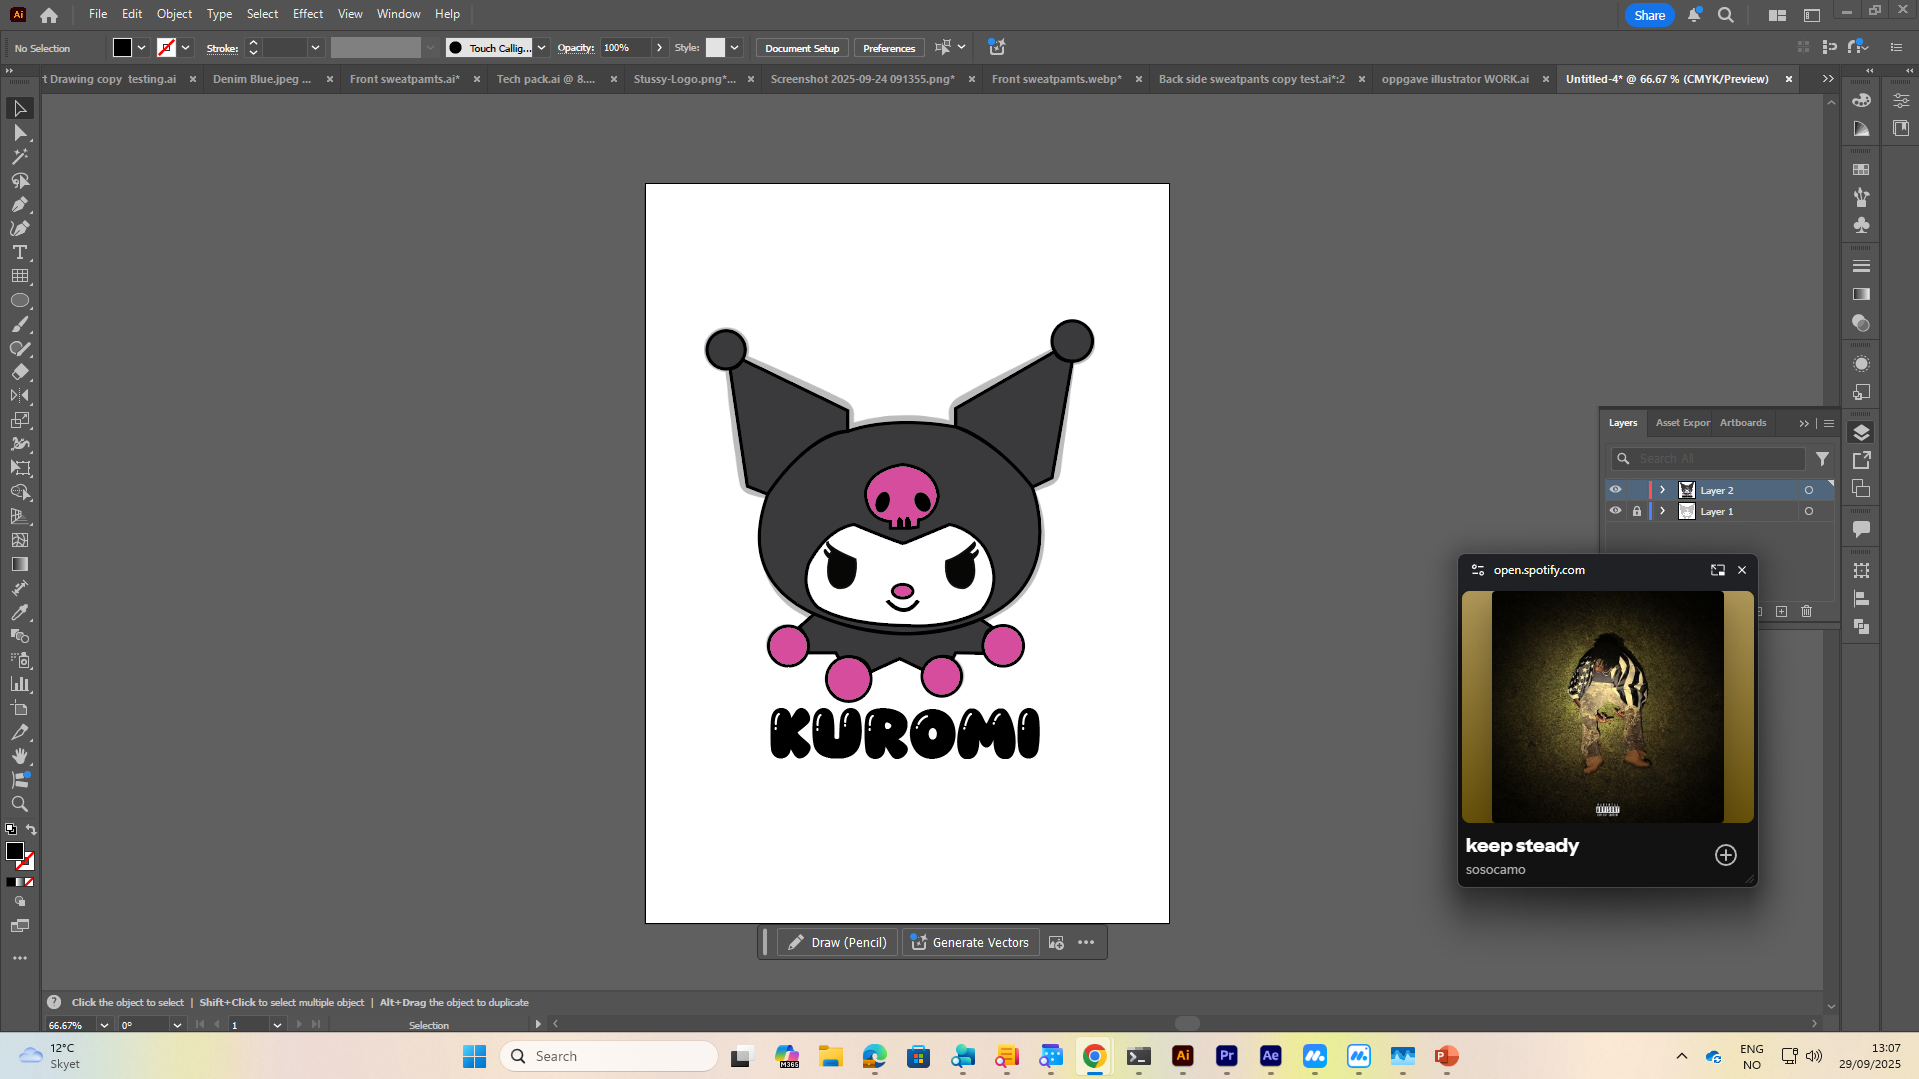 Ai File Edit Object Type Select Effect View Window Help Share
No Selection Stroke: Touch Callig... Opacity: 100% Style: Document Setup Preferences
t Drawing copy testing.ai Denim Blue.jpeg ... Front sweatpamts.ai* Tech pack.ai @ 8.... Stussy-Logo.png*... Screenshot 2025-09-24 091355.png* Front sweatpamts.webp* Back side sweatpants copy test.ai*:2 oppgave illustrator WORK.ai Untitled-4* @ 66.67 % (CMYK/Preview)
KUROMI
Layers Asset Expor Artboards
Search All
Layer 2
Layer 1
open.spotify.com
keep steady
sosocamo
Draw (Pencil) Generate Vectors
Click the object to select | Shift+Click to select multiple object | Alt+Drag the object to duplicate
66.67% 0° 1 Selection
12°C
Skyet
Search
M365
Ai Pr Ae
ENG
NO
13:07
29/09/2025